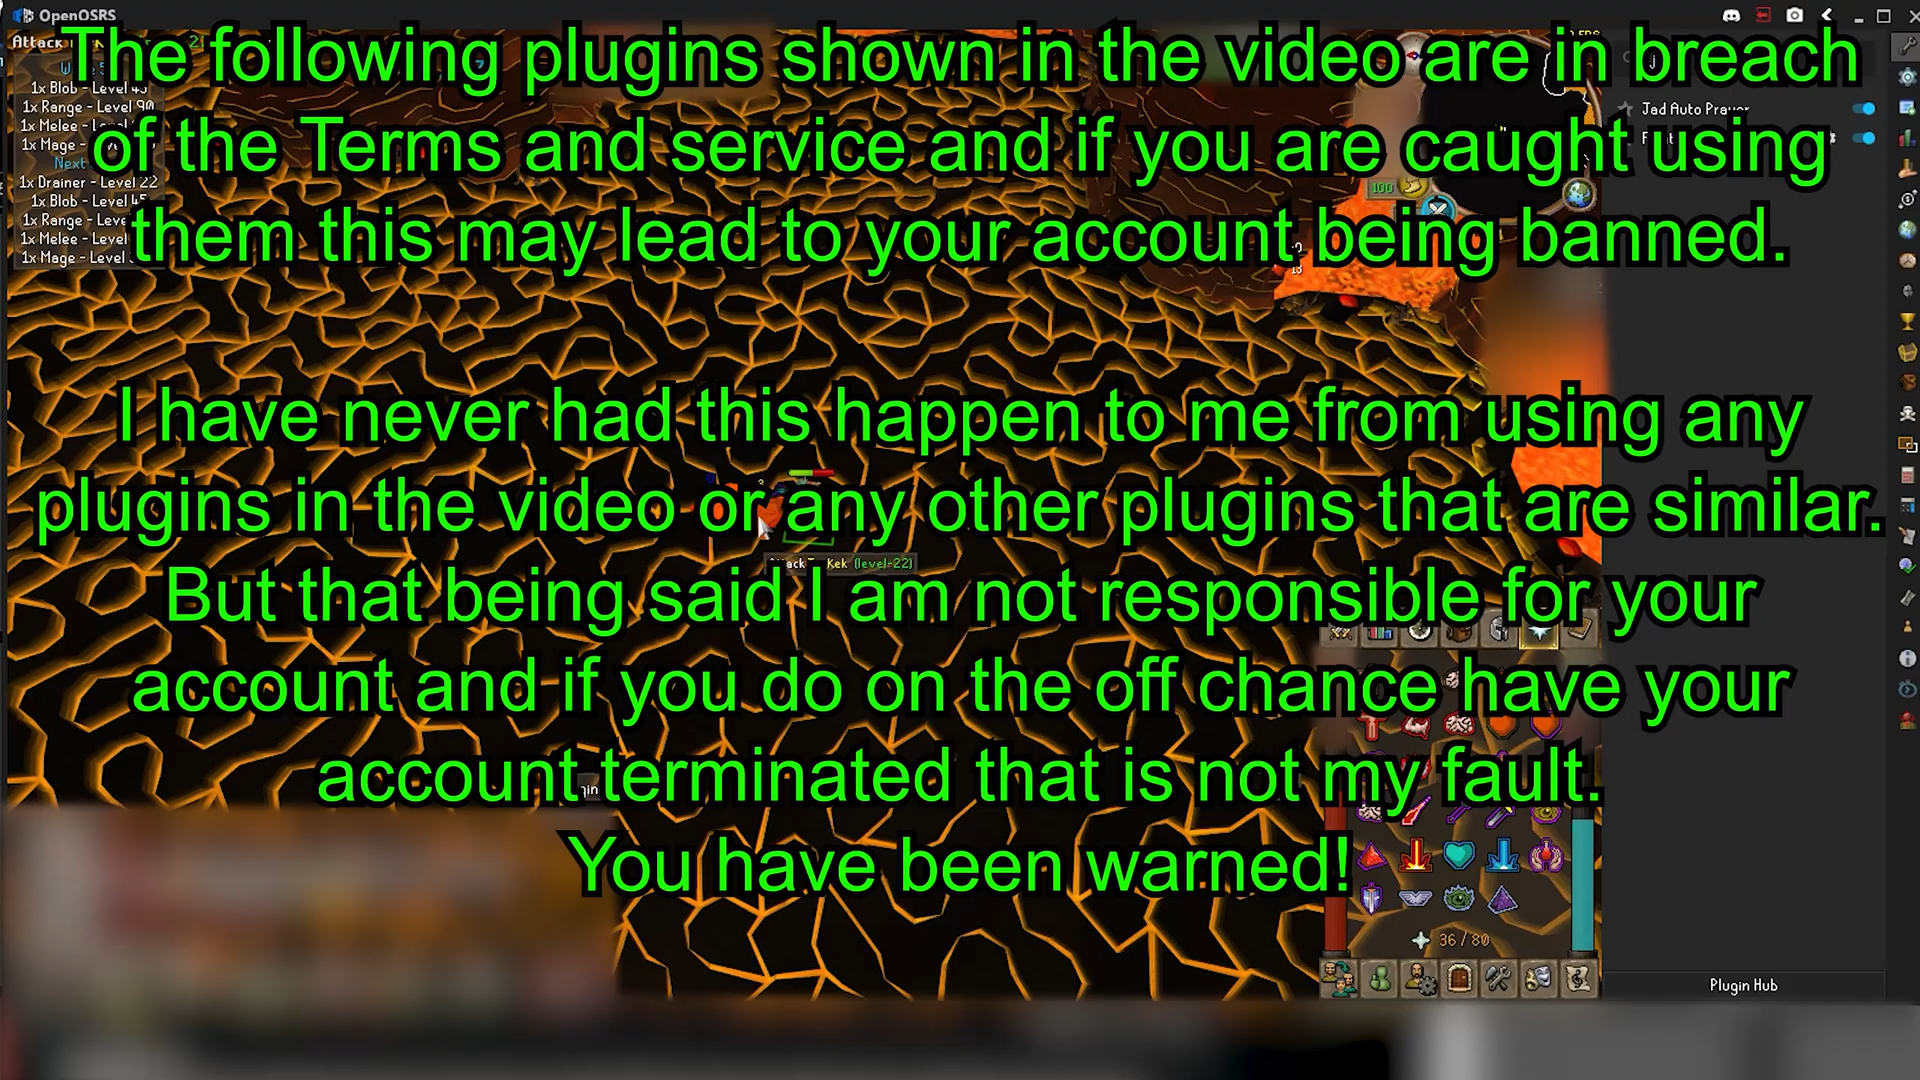 OpenOSRS
Attack
The following plugins shown in the video are in breach
of the Terms and service and if you are caught using
them this may lead to your account being banned.
I have never had this happen to me from using any
plugins in the video or any other plugins that are similar.
But that being said I am not responsible for your
account and if you do on the off chance have your
account terminated that is not my fault.
You have been warned!
1x Blob - Level 45
1x Range - Level 90
1x Melee - Level
1x Mage - Level
Next
1x Drainer - Level 22
1x Blob - Level 45
1x Range - Level
1x Melee - Level
1x Mage - Level
Jad Auto Prayer
100
13
Kek (level-22)
36 / 80
Plugin Hub